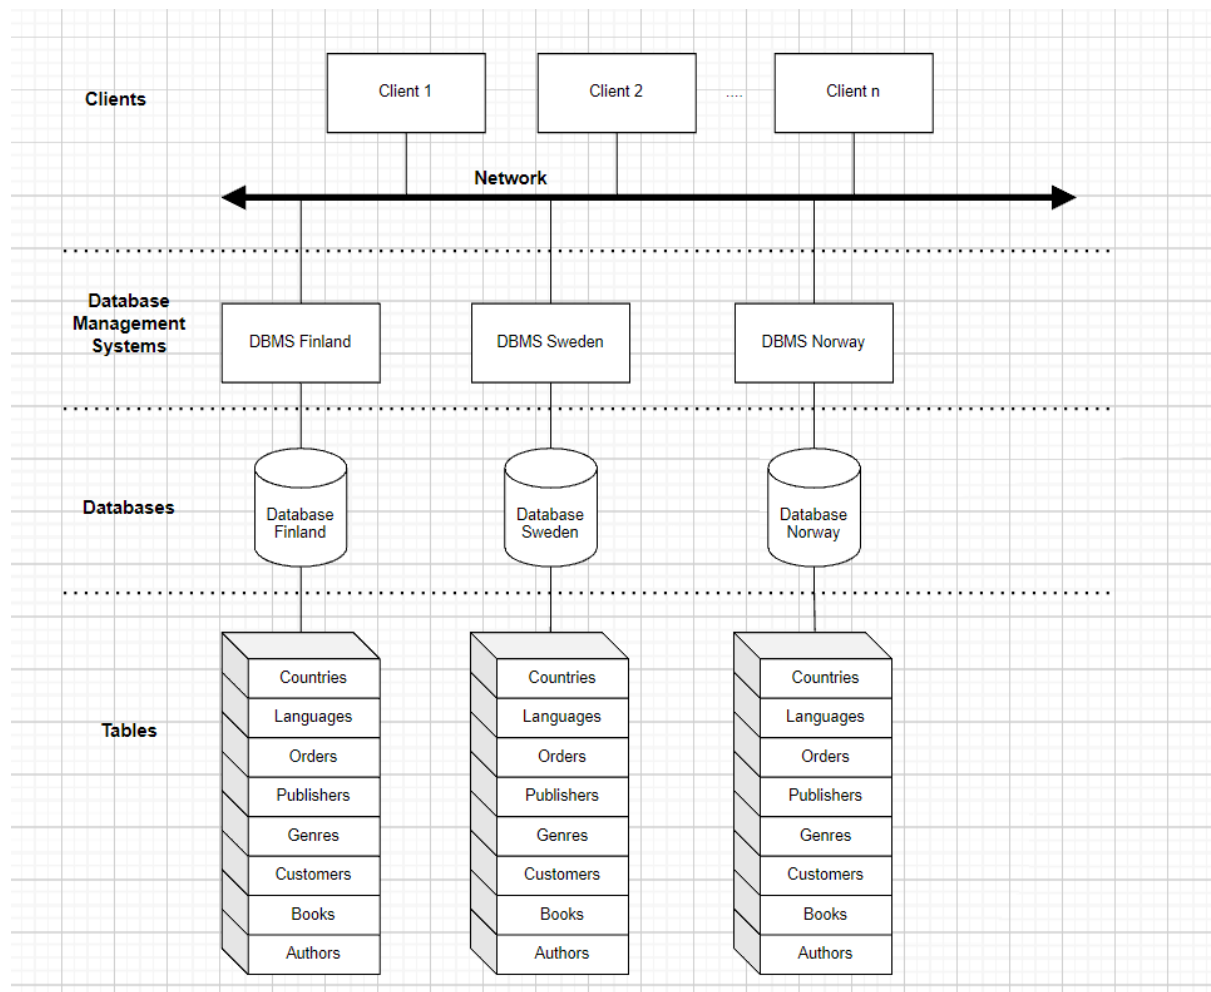 Clients
Client 1
Client 2
....
Client n
Network
Database
Management
Systems
DBMS Finland
DBMS Sweden
DBMS Norway
Databases
Database
Finland
Database
Sweden
Database
Norway
Tables
Countries
Languages
Orders
Publishers
Genres
Customers
Books
Authors
Countries
Languages
Orders
Publishers
Genres
Customers
Books
Authors
Countries
Languages
Orders
Publishers
Genres
Customers
Books
Authors